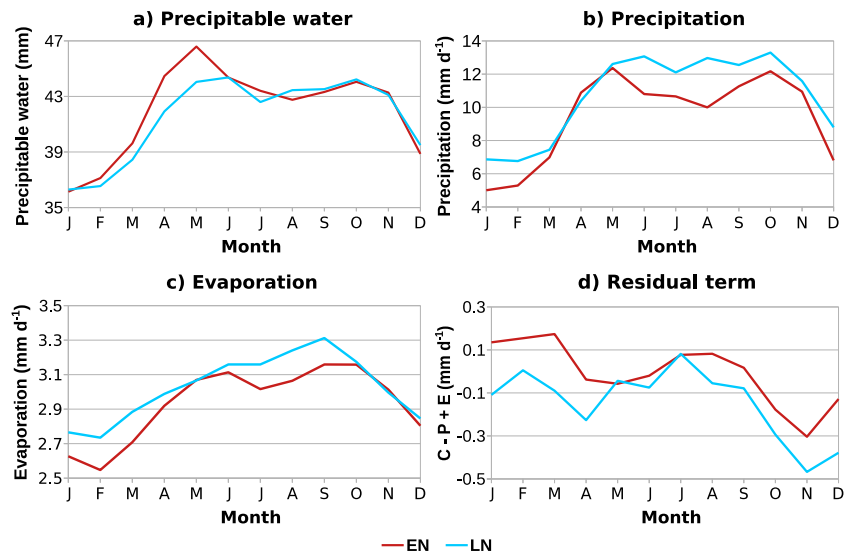 a) Precipitable water
Precipitable water (mm)
47
43
39
35
J F M A M J J A S O N D
Month
b) Precipitation
Precipitation (mm d-1)
14
12
10
8
6
4
J F M A M J J A S O N D
Month
c) Evaporation
Evaporation (mm d-1)
3.5
3.3
3.1
2.9
2.7
2.5
J F M A M J J A S O N D
Month
d) Residual term
C - P + E (mm d-1)
0.3
0.1
-0.1
-0.3
-0.5
J F M A M J J A S O N D
Month
EN LN